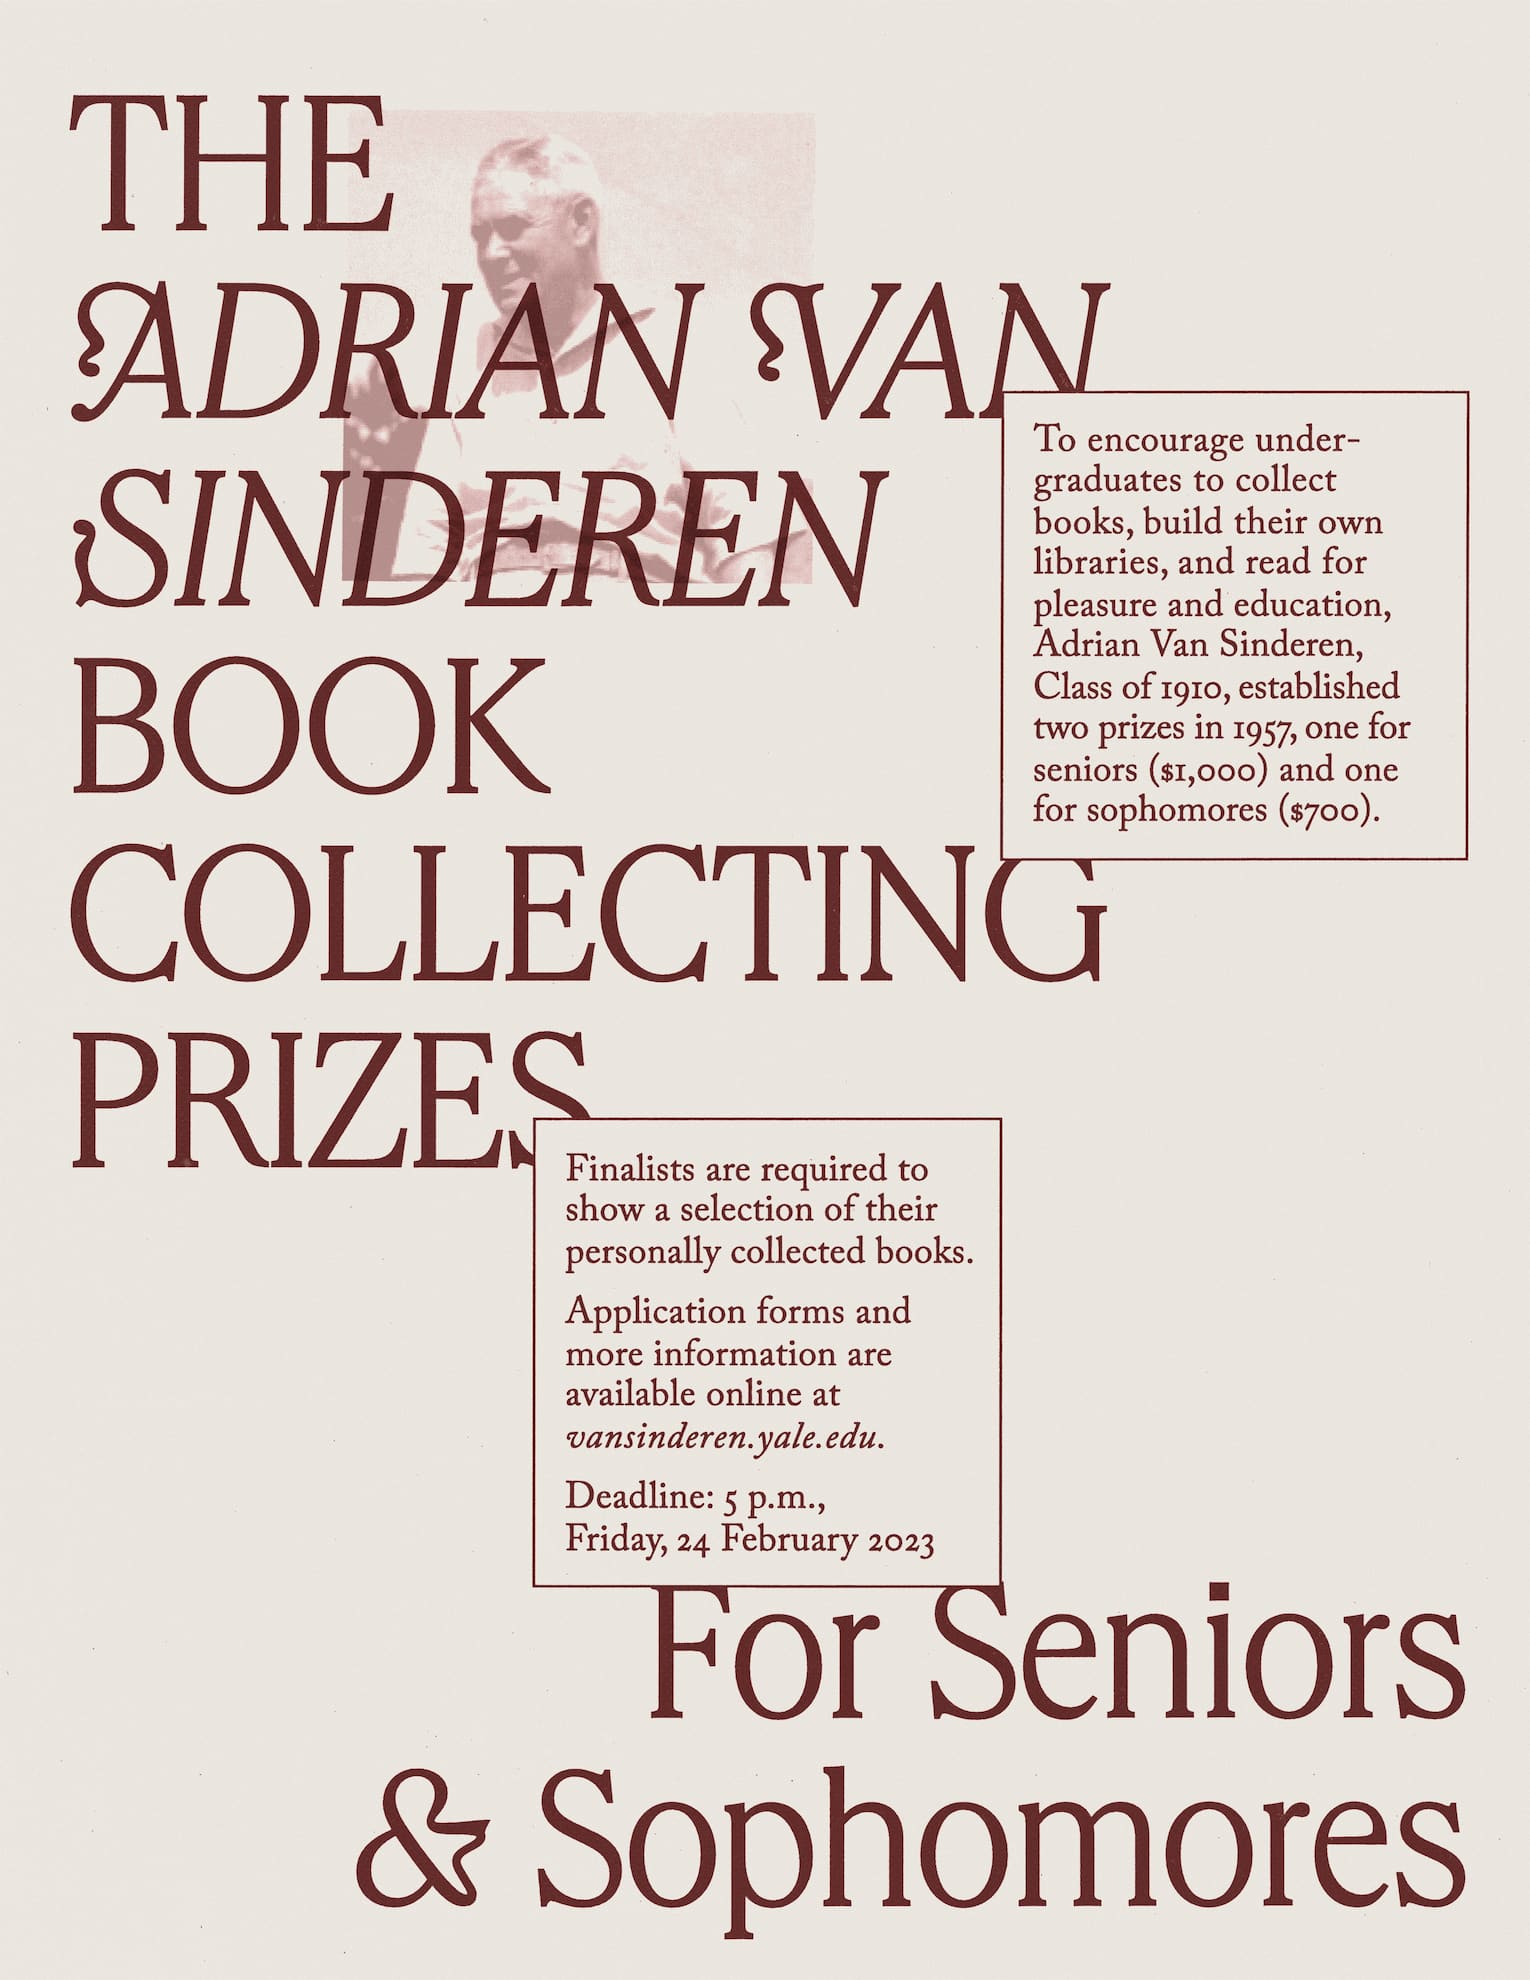 THE
ADRIAN VAN
SINDEREN
BOOK
COLLECTING
PRIZES
To encourage under-
graduates to collect
books, build their own
libraries, and read for
pleasure and education,
Adrian Van Sinderen,
Class of 1910, established
two prizes in 1957, one for
seniors ($1,000) and one
for sophomores ($700).
Finalists are required to
show a selection of their
personally collected books.
Application forms and
more information are
available online at
vansinderen.yale.edu.
Deadline: 5 p.m.,
Friday, 24 February 2023
For Seniors
& Sophomores